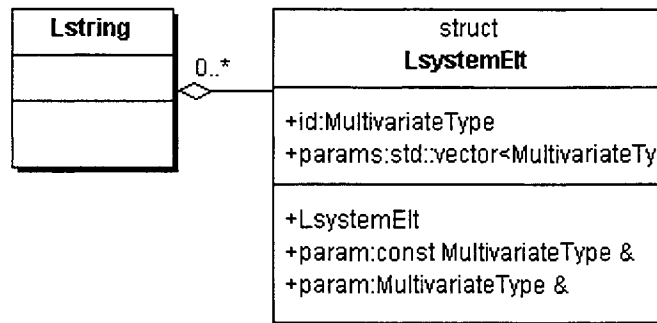 Lstring
0..*
struct
LsystemElt
+id:MultivariateType
+params:std::vector<MultivariateTy
+LsystemElt
+param:const MultivariateType &
+param:MultivariateType &